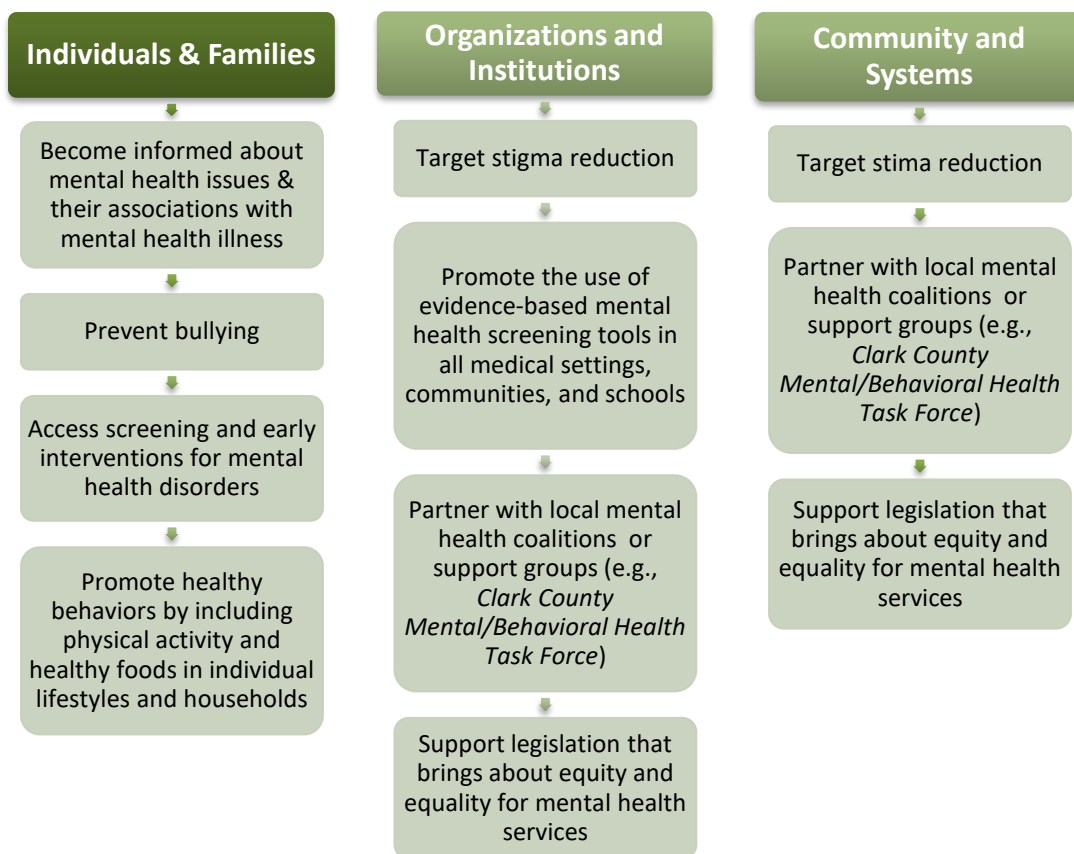 Individuals & Families
Become informed about
mental health issues &
their associations with
mental health illness
Prevent bullying
Access screening and early
interventions for mental
health disorders
Promote healthy
behaviors by including
physical activity and
healthy foods in individual
lifestyles and households
Organizations and
Institutions
Target stigma reduction
Promote the use of
evidence-based mental
health screening tools in
all medical settings,
communities, and schools
Partner with local mental
health coalitions or
support groups (e.g.,
Clark County
Mental/Behavioral Health
Task Force)
Support legislation that
brings about equity and
equality for mental health
services
Community and
Systems
Target stima reduction
Partner with local mental
health coalitions or
support groups (e.g.,
Clark County
Mental/Behavioral Health
Task Force)
Support legislation that
brings about equity and
equality for mental health
services